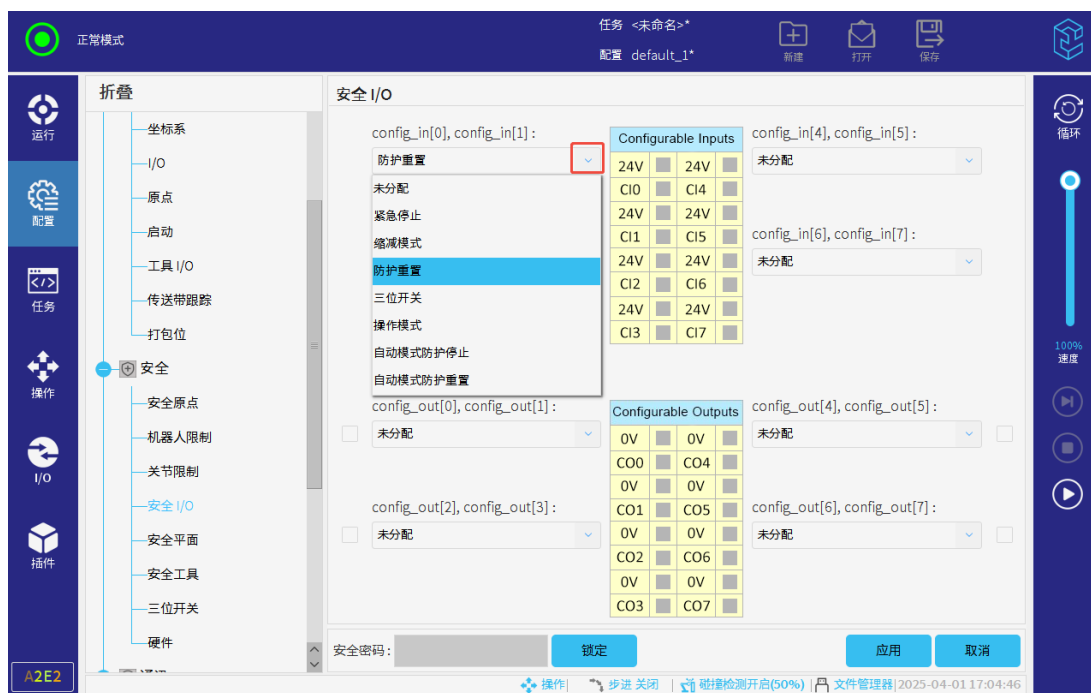 正常模式
任务 <未命名>*
配置 default_1*
新建
打开
保存
运行
配置
任务
操作
I/O
插件
A2E2
折叠
坐标系
I/O
原点
启动
工具 I/O
传送带跟踪
打包位
安全
安全原点
机器人限制
关节限制
安全 I/O
安全平面
安全工具
三位开关
硬件
安全 I/O
config_in[0], config_in[1] :
防护重置
未分配
紧急停止
缩减模式
防护重置
三位开关
操作模式
自动模式防护停止
自动模式防护重置
Configurable Inputs
24V 24V
CI0 CI4
24V 24V
CI1 CI5
24V 24V
CI2 CI6
24V 24V
CI3 CI7
config_in[4], config_in[5] :
未分配
config_in[6], config_in[7] :
未分配
config_out[0], config_out[1] :
未分配
config_out[2], config_out[3] :
未分配
Configurable Outputs
0V 0V
CO0 CO4
0V 0V
CO1 CO5
0V 0V
CO2 CO6
0V 0V
CO3 CO7
config_out[4], config_out[5] :
未分配
config_out[6], config_out[7] :
未分配
安全密码:
锁定
应用
取消
循环
100%
速度
操作| 步进 关闭 | 碰撞检测开启(50%) | 文件管理器| 2025-04-01 17:04:46